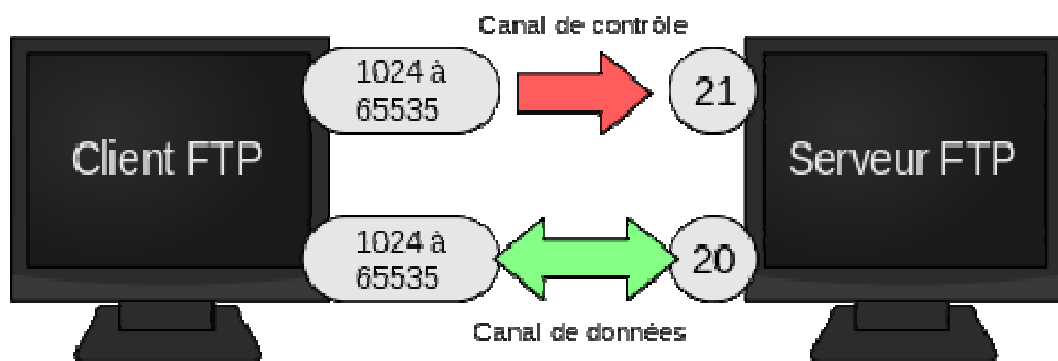 Canal de contrôle
1024 à
65535
21
Client FTP
Serveur FTP
1024 à
65535
20
Canal de données